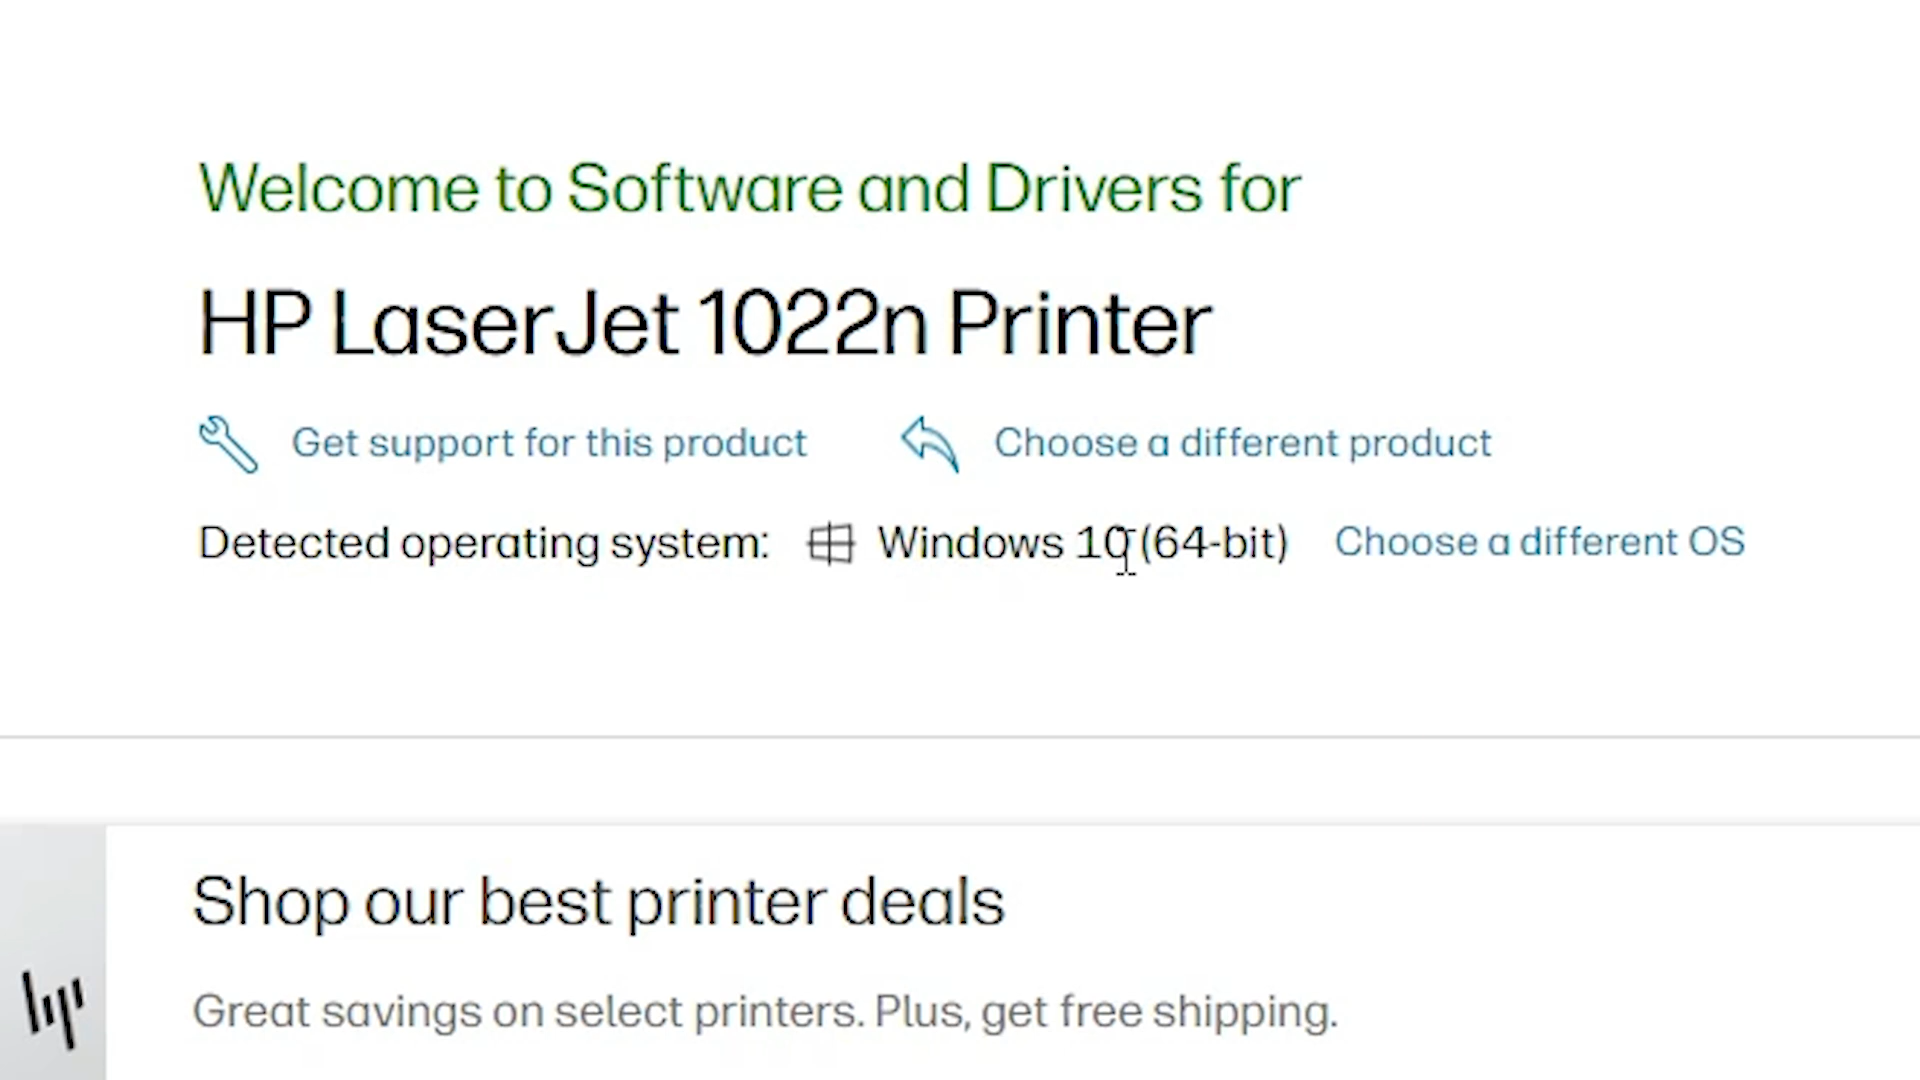 Welcome to Software and Drivers for
HP LaserJet 1022n Printer
Get support for this product Choose a different product
Detected operating system: Windows 10 (64-bit) Choose a different OS
Shop our best printer deals
hp
Great savings on select printers. Plus, get free shipping.